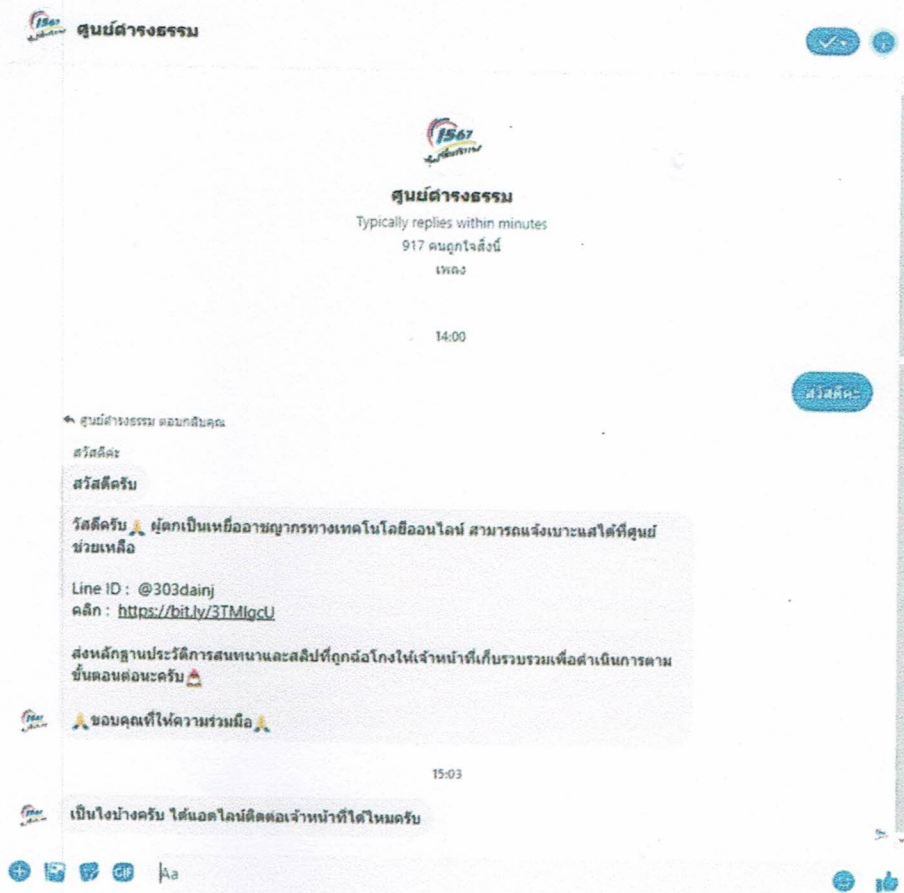 ศูนย์ดำรงธรรม
1567
ศูนย์ดำรงธรรม
Typically replies within minutes
917 คนถูกใจสิ่งนี้
เพลง
14:00
สวัสดีค่ะ
ศูนย์ดำรงธรรม ตอบกลับคุณ
สวัสดีค่ะ
สวัสดีครับ
วัสดีครับ🙏 ผู้ตกเป็นเหยื่ออาชญากรทางเทคโนโลยีออนไลน์ สามารถแจ้งเบาะแสได้ที่ศูนย์
ช่วยเหลือ
Line ID : @303dainj
คลิก : https://bit.ly/3TMIgcU
ส่งหลักฐานประวัติการสนทนาและสลิปที่ถูกฉ้อโกงให้เจ้าหน้าที่เก็บรวบรวมเพื่อดำเนินการตาม
ขั้นตอนต่อนะครับ🚨
🙏ขอบคุณที่ให้ความร่วมมือ🙏
15:03
เป็นไงบ้างครับ ได้แอดไลน์ติดต่อเจ้าหน้าที่ได้ไหมครับ
GIF
Aa